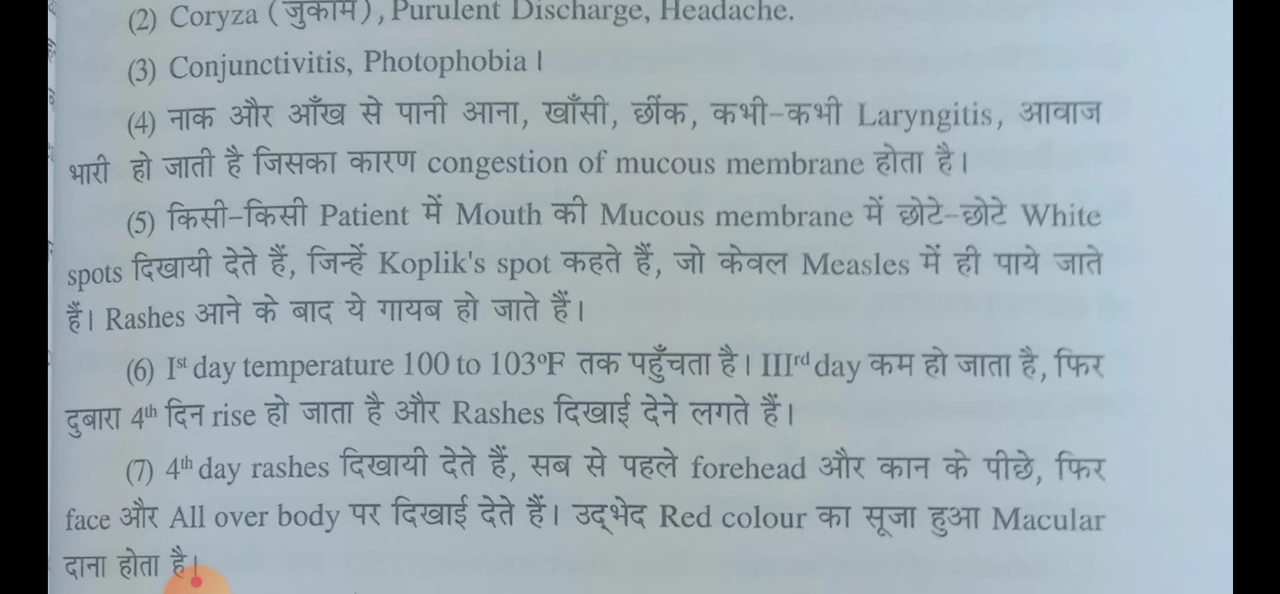 (2) Coryza (जुकाम), Purulent Discharge, Headache.
(3) Conjunctivitis, Photophobia।
(4) नाक और आँख से पानी आना, खाँसी, छींक, कभी-कभी Laryngitis, आवाज
भारी हो जाती है जिसका कारण congestion of mucous membrane होता है।
(5) किसी-किसी Patient में Mouth की Mucous membrane में छोटे-छोटे White
spots दिखायी देते हैं, जिन्हें Koplik's spot कहते हैं, जो केवल Measles में ही पाये जाते
हैं। Rashes आने के बाद ये गायब हो जाते हैं।
(6) Ist day temperature 100 to 103°F तक पहुँचता है। IIIrd day कम हो जाता है, फिर
दुबारा 4th दिन rise हो जाता है और Rashes दिखाई देने लगते हैं।
(7) 4th day rashes दिखायी देते हैं, सब से पहले forehead और कान के पीछे, फिर
face और All over body पर दिखाई देते हैं। उद्भेद Red colour का सूजा हुआ Macular
दाना होता है।